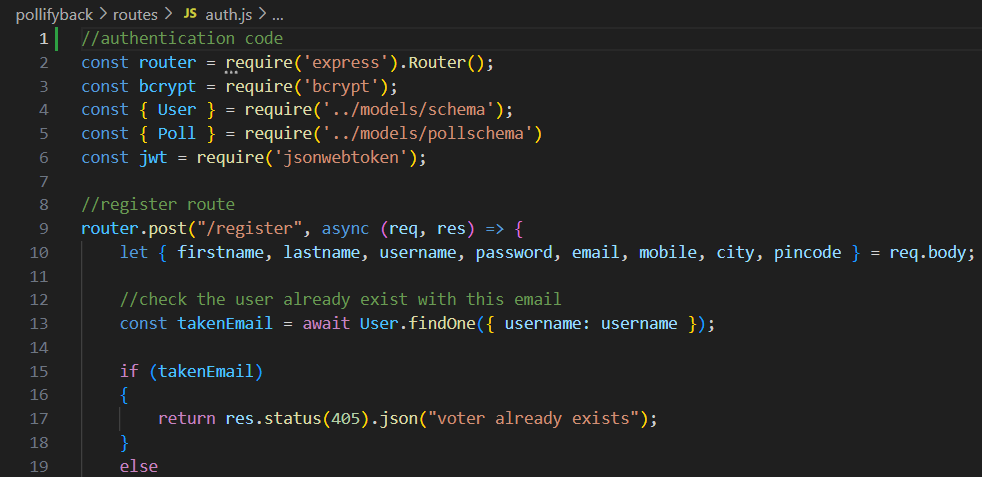 pollifyback > routes > JS auth.js > ...
1 //authentication code
2 const router = require('express').Router();
3 const bcrypt = require('bcrypt');
4 const { User } = require('../models/schema');
5 const { Poll } = require('../models/pollschema')
6 const jwt = require('jsonwebtoken');
7
8 //register route
9 router.post("/register", async (req, res) => {
10 let { firstname, lastname, username, password, email, mobile, city, pincode } = req.body;
11
12 //check the user already exist with this email
13 const takenEmail = await User.findOne({ username: username });
14
15 if (takenEmail)
16 {
17 return res.status(405).json("voter already exists");
18 }
19 else